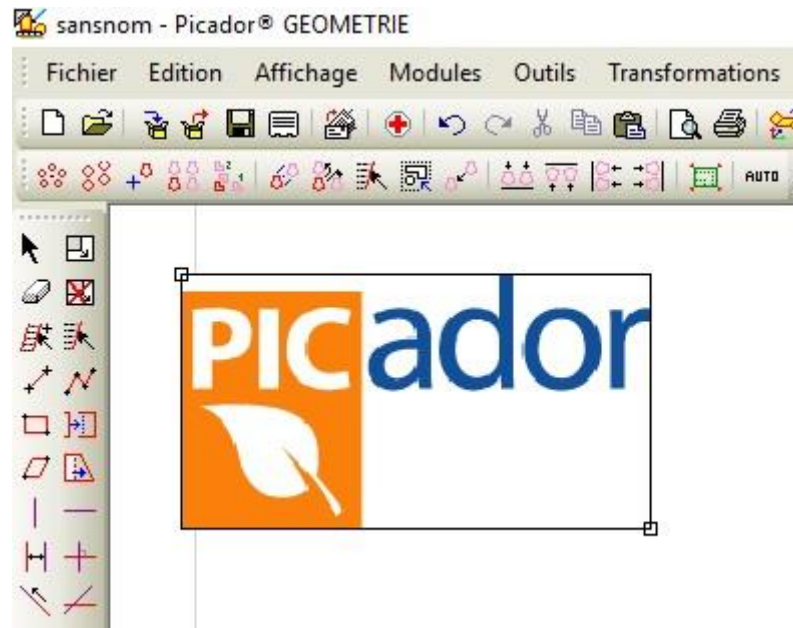 sansnom - Picador® GEOMETRIE
Fichier Edition Affichage Modules Outils Transformations
AUTO
PICador